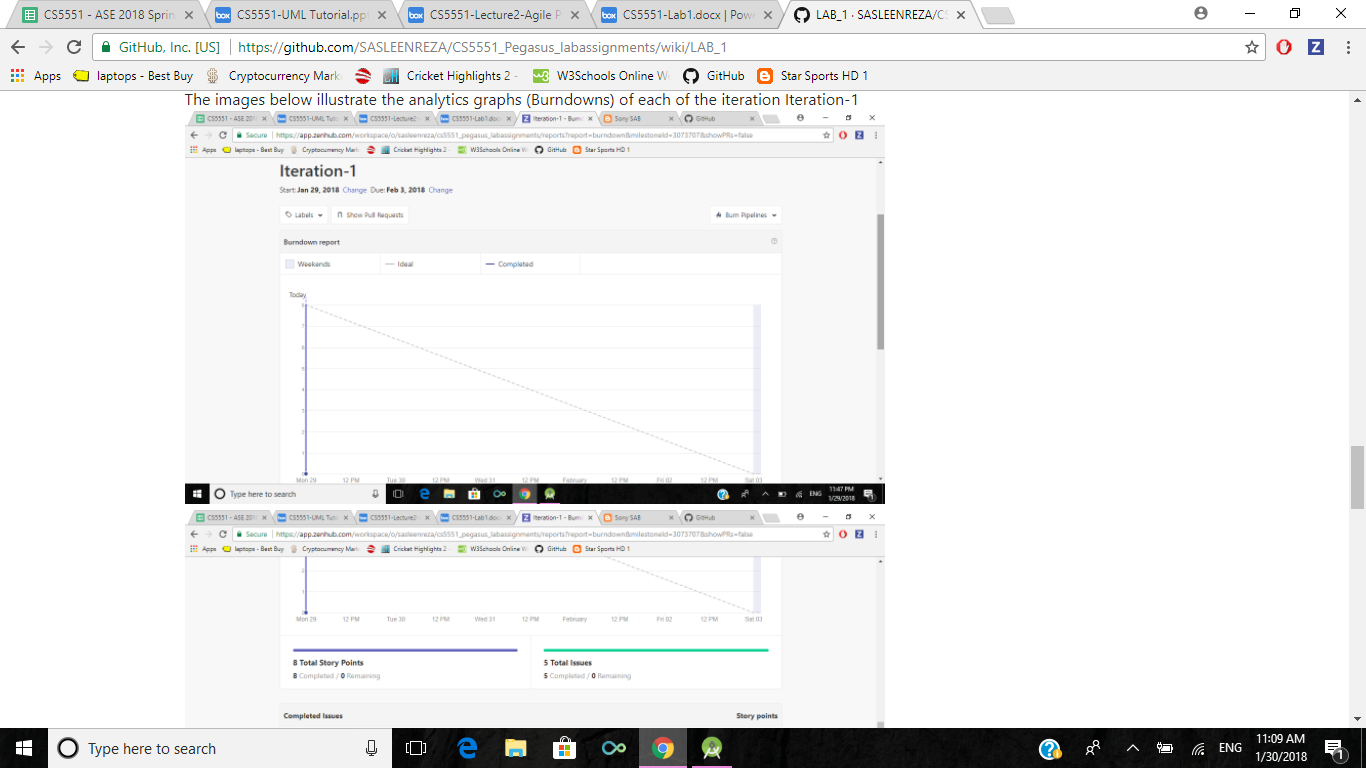 CS5551 - ASE 2018 Sprin
CS5551-UML Tutorial.ppt
CS5551-Lecture2-Agile P
CS5551-Lab1.docx | Pow
LAB_1 · SASLEENREZA/CS
GitHub, Inc. [US] https://github.com/SASLEENREZA/CS5551_Pegasus_labassignments/wiki/LAB_1
Apps laptops - Best Buy Cryptocurrency Mark Cricket Highlights 2 - W3Schools Online W GitHub Star Sports HD 1
The images below illustrate the analytics graphs (Burndowns) of each of the iteration Iteration-1
CS5551 - ASE 201 CS5551-UML Tuto CS5551-Lecture2- CS5551-Lab1.doc Iteration-1 - Burn Sony SAB GitHub
Secure https://app.zenhub.com/workspace/o/sasleenreza/cs5551_pegasus_labassignments/reports?report=burndown&milestoneId=3073707&showPRs=false
Apps laptops - Best Buy Cryptocurrency Mark Cricket Highlights 2 W3Schools Online W GitHub Star Sports HD 1
Iteration-1
Start: Jan 29, 2018 Change Due: Feb 3, 2018 Change
Labels Show Pull Requests Burn Pipelines
Burndown report
Weekends Ideal Completed
Today
8
7
6
5
4
3
2
1
0
Mon 29 12 PM Tue 30 12 PM Wed 31 12 PM February 12 PM Fri 02 12 PM Sat 03
Type here to search ENG 11:47 PM
1/29/2018
CS5551 - ASE 201 CS5551-UML Tuto CS5551-Lecture2- CS5551-Lab1.doc Iteration-1 - Burn Sony SAB GitHub
Secure https://app.zenhub.com/workspace/o/sasleenreza/cs5551_pegasus_labassignments/reports?report=burndown&milestoneId=3073707&showPRs=false
Apps laptops - Best Buy Cryptocurrency Mark Cricket Highlights 2 W3Schools Online W GitHub Star Sports HD 1
2
1
0
Mon 29 12 PM Tue 30 12 PM Wed 31 12 PM February 12 PM Fri 02 12 PM Sat 03
8 Total Story Points 5 Total Issues
8 Completed / 0 Remaining 5 Completed / 0 Remaining
Completed Issues Story points
Type here to search ENG 11:09 AM
1/30/2018 1